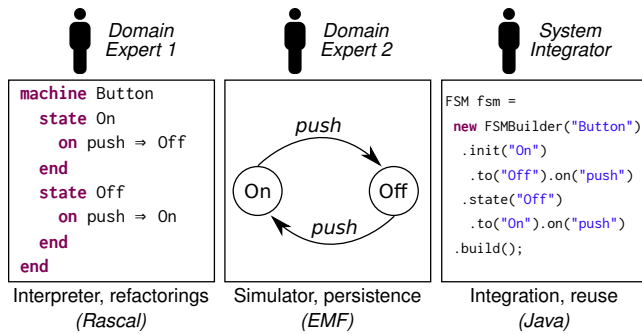 Domain
Expert 1
machine Button
state On
on push ⇒ Off
end
state Off
on push ⇒ On
end
end
Interpreter, refactorings
(Rascal)
Domain
Expert 2
push
On
Off
push
Simulator, persistence
(EMF)
System
Integrator
FSM fsm =
new FSMBuilder("Button")
.init("On")
.to("Off").on("push")
.state("Off")
.to("On").on("push")
.build();
Integration, reuse
(Java)